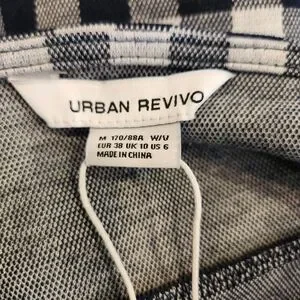 URBAN REVIVO
M 170/88A W/U
EUR 38 UK 10 US 6
MADE IN CHINA